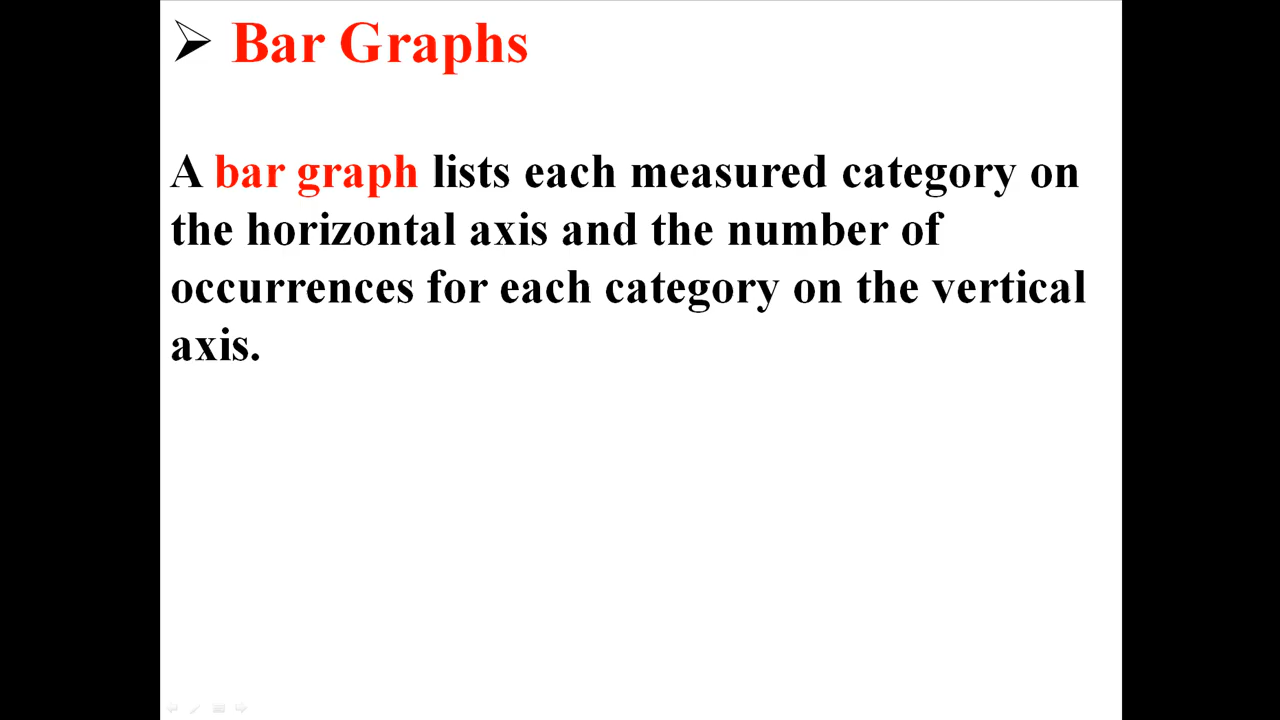 Bar Graphs
A bar graph lists each measured category on
the horizontal axis and the number of
occurrences for each category on the vertical
axis.